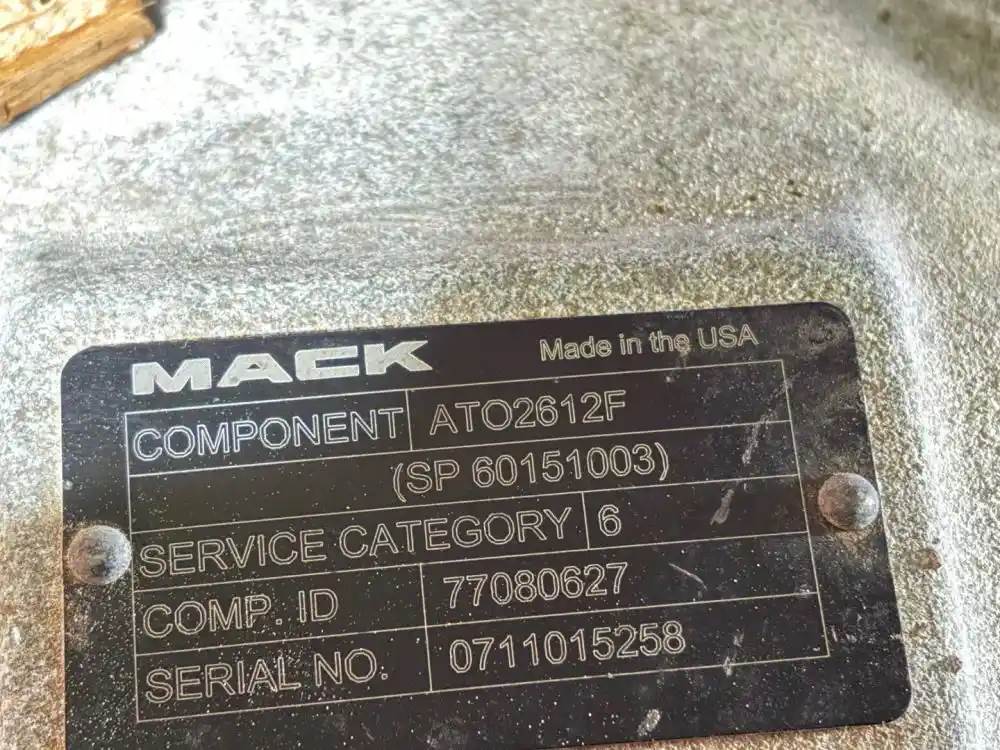 MACK Made in the USA
COMPONENT ATO2612F
(SP 60151003)
SERVICE CATEGORY 6
COMP. ID 77080627
SERIAL NO. 0711015258